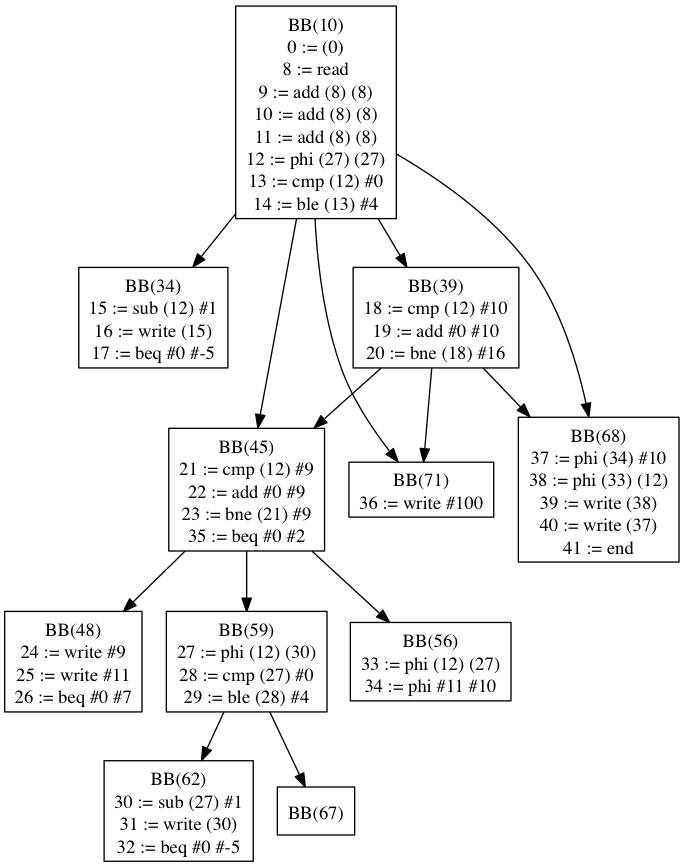 BB(10)
0 := (0)
8 := read
9 := add (8) (8)
10 := add (8) (8)
11 := add (8) (8)
12 := phi (27) (27)
13 := cmp (12) #0
14 := ble (13) #4
BB(34)
15 := sub (12) #1
16 := write (15)
17 := beq #0 #-5
BB(39)
18 := cmp (12) #10
19 := add #0 #10
20 := bne (18) #16
BB(45)
21 := cmp (12) #9
22 := add #0 #9
23 := bne (21) #9
35 := beq #0 #2
BB(71)
36 := write #100
BB(68)
37 := phi (34) #10
38 := phi (33) (12)
39 := write (38)
40 := write (37)
41 := end
BB(48)
24 := write #9
25 := write #11
26 := beq #0 #7
BB(59)
27 := phi (12) (30)
28 := cmp (27) #0
29 := ble (28) #4
BB(56)
33 := phi (12) (27)
34 := phi #11 #10
BB(62)
30 := sub (27) #1
31 := write (30)
32 := beq #0 #-5
BB(67)